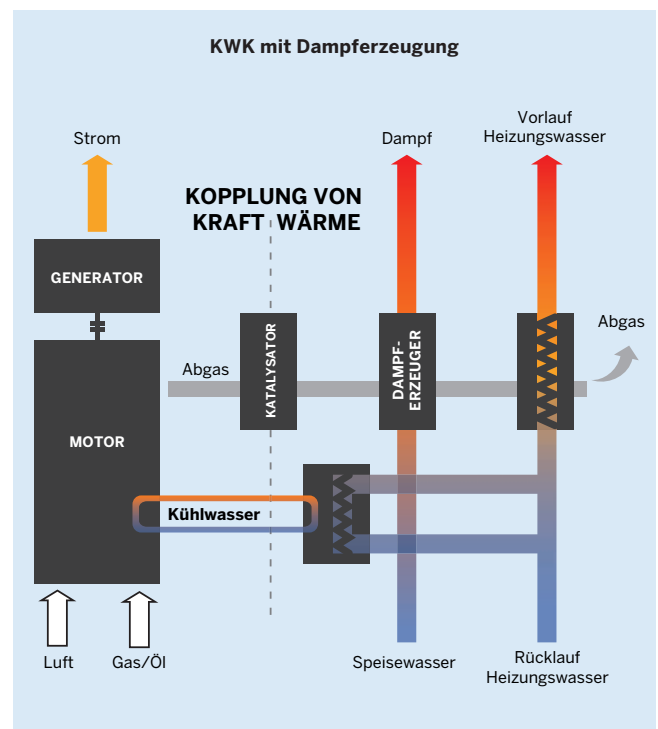 KWK mit Dampferzeugung
Strom
Dampf
Vorlauf
Heizungswasser
KOPPLUNG VON
KRAFT WÄRME
GENERATOR
Abgas
Abgas
KATALYSATOR
DAMPF-
ERZEUGER
MOTOR
Kühlwasser
Luft
Gas/Öl
Speisewasser
Rücklauf
Heizungswasser